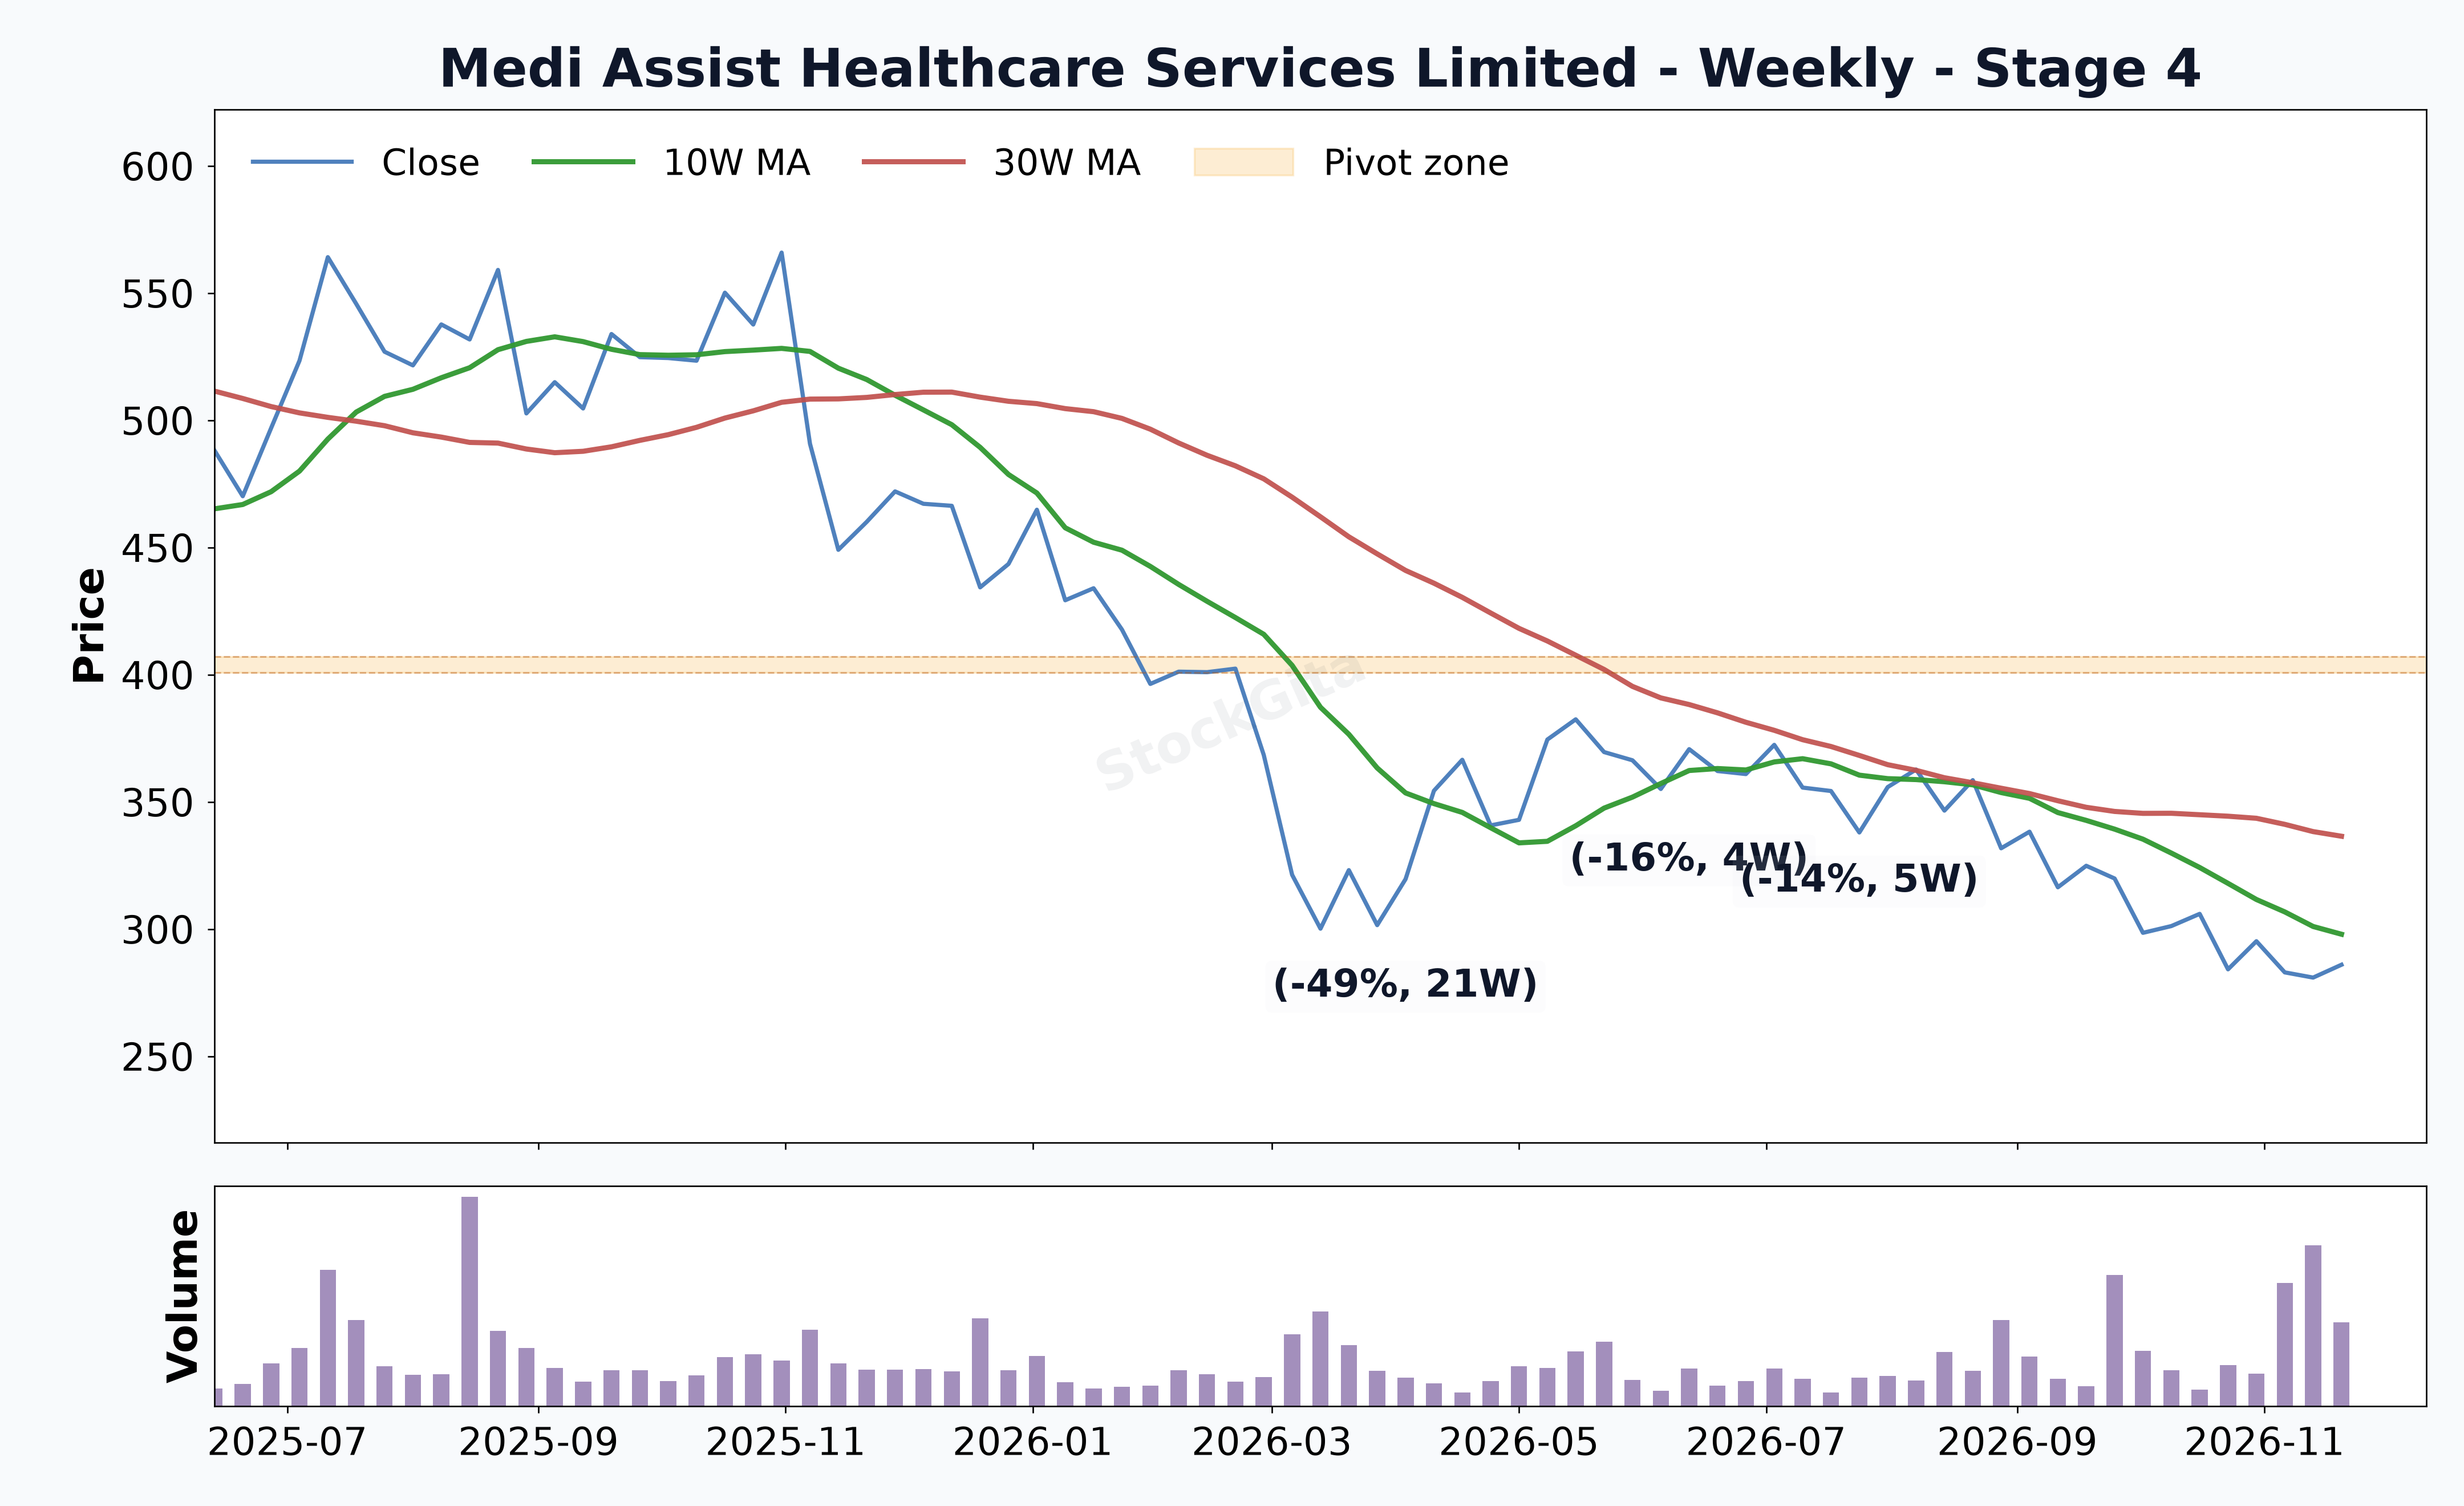 Medi Assist Healthcare Services Limited - Weekly - Stage 4
Close
10W MA
30W MA
Pivot zone
Price
600
550
500
450
400
350
300
250
StockGita
(-16%, 4W)
(-14%, 5W)
(-49%, 21W)
Volume
2025-07
2025-09
2025-11
2026-01
2026-03
2026-05
2026-07
2026-09
2026-11